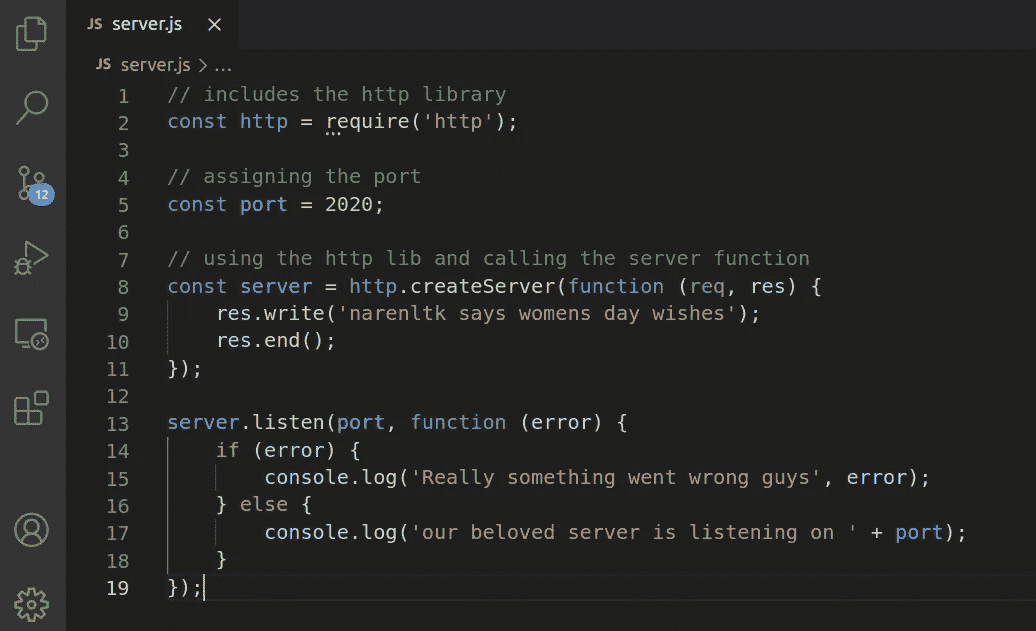 JS server.js ×
JS server.js > ...
12
1 // includes the http library
2 const http = require('http');
3
4 // assigning the port
5 const port = 2020;
6
7 // using the http lib and calling the server function
8 const server = http.createServer(function (req, res) {
9     res.write('narenltk says womens day wishes');
10     res.end();
11 });
12
13 server.listen(port, function (error) {
14     if (error) {
15         console.log('Really something went wrong guys', error);
16     } else {
17         console.log('our beloved server is listening on ' + port);
18     }
19 });